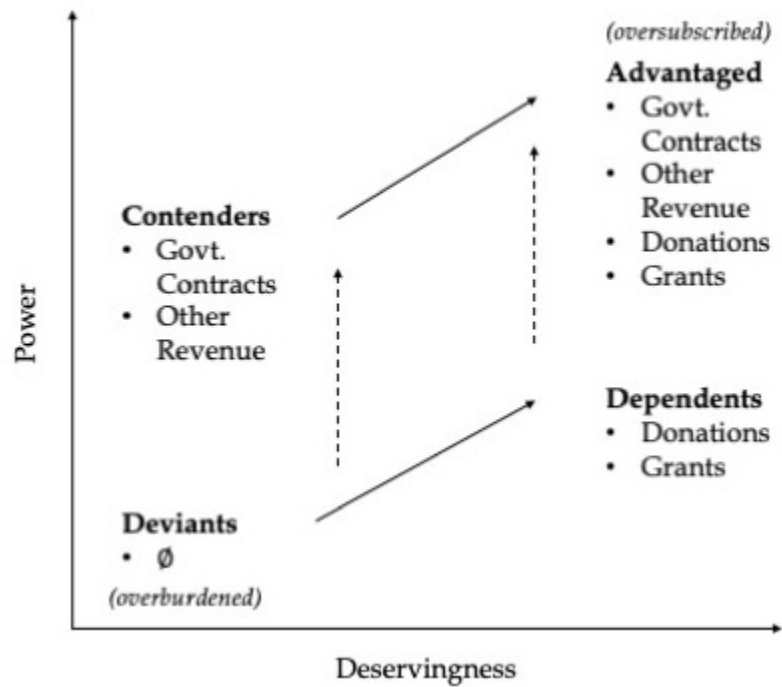 (oversubscribed)
Advantaged
• Govt.
Contracts
• Other
Revenue
• Donations
• Grants
Contenders
• Govt.
Contracts
• Other
Revenue
Power
Dependents
• Donations
• Grants
Deviants
• Ø
(overburdened)
Deservingness